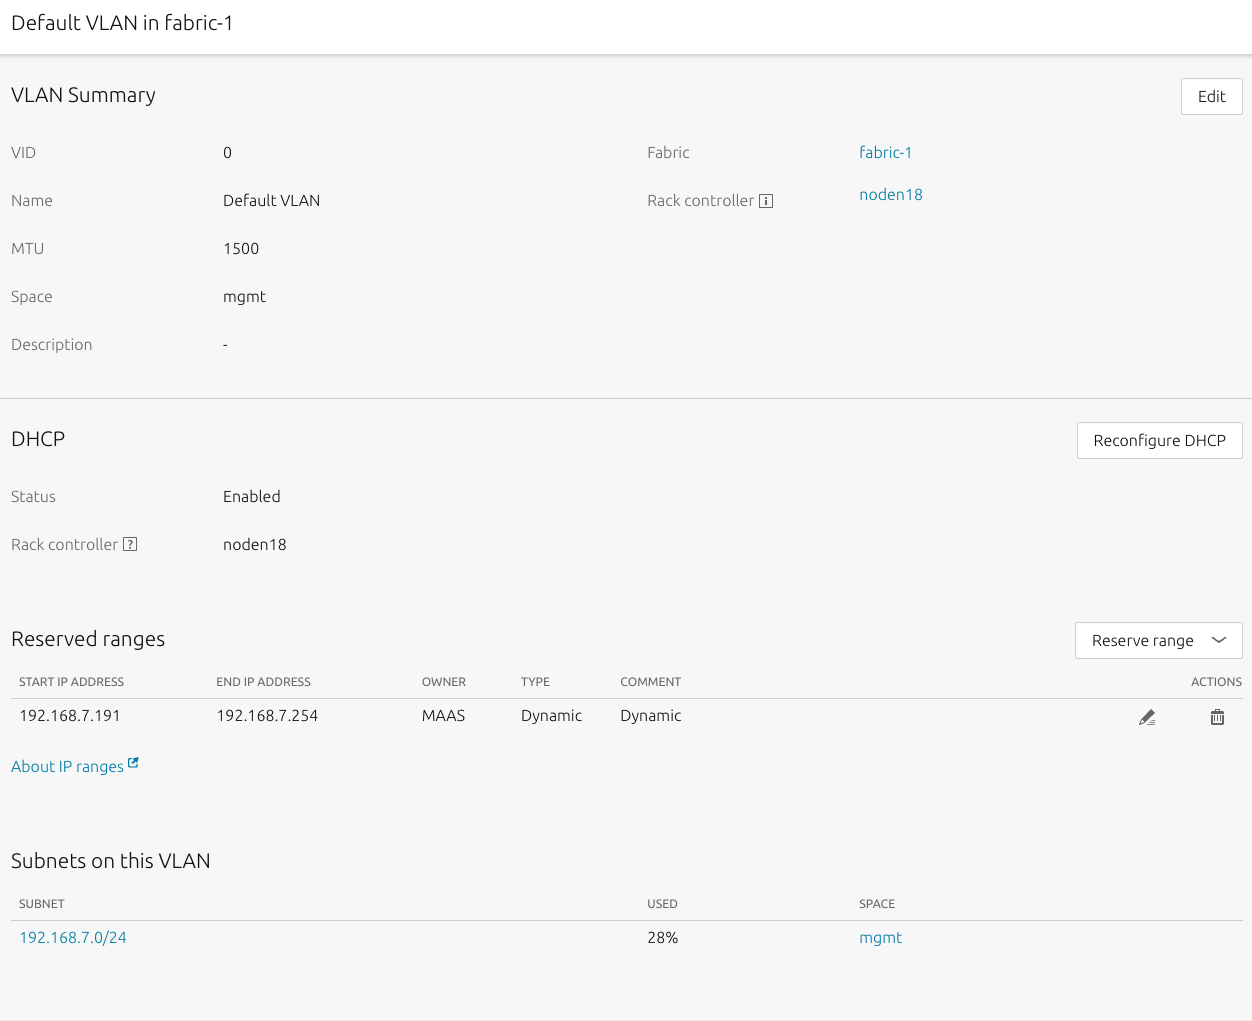 Default VLAN in fabric-1
VLAN Summary
Edit
VID 0 Fabric fabric-1
Name Default VLAN Rack controller noden18
MTU 1500
Space mgmt
Description -
DHCP
Reconfigure DHCP
Status Enabled
Rack controller noden18
Reserved ranges
Reserve range
START IP ADDRESS END IP ADDRESS OWNER TYPE COMMENT ACTIONS
192.168.7.191 192.168.7.254 MAAS Dynamic Dynamic
About IP ranges
Subnets on this VLAN
SUBNET USED SPACE
192.168.7.0/24 28% mgmt